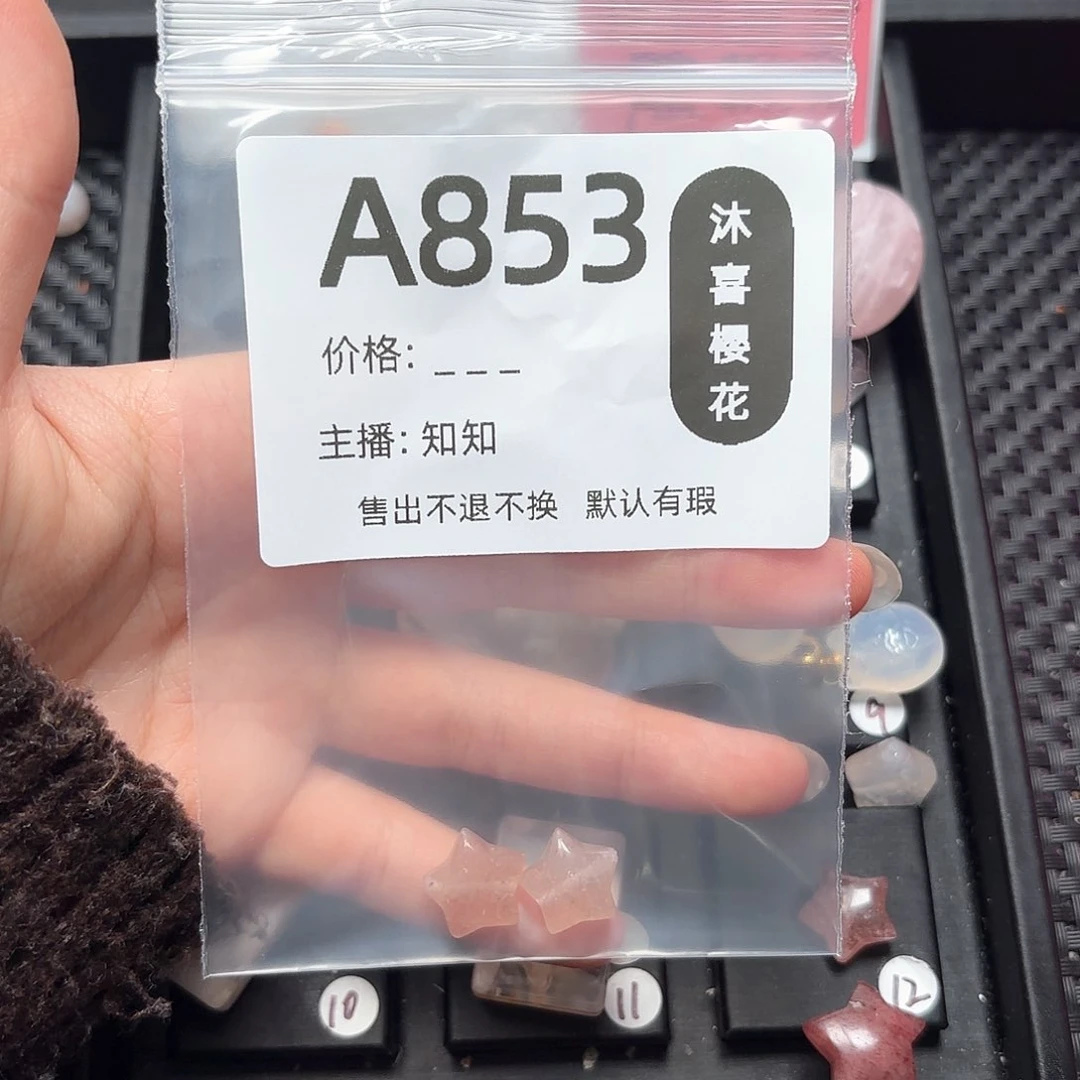 A853
沐喜樱花
价格: _ _ _
主播: 知知
售出不退不换 默认有瑕
9
10
11
12